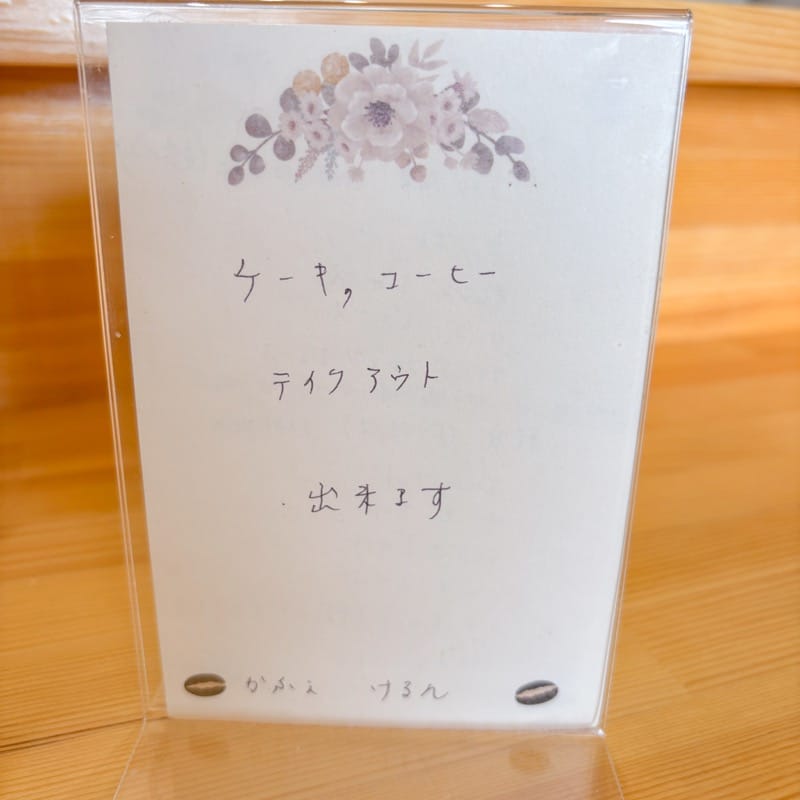 ケーキ,コーヒー
テイクアウト
出来ます
かふぇ けるん